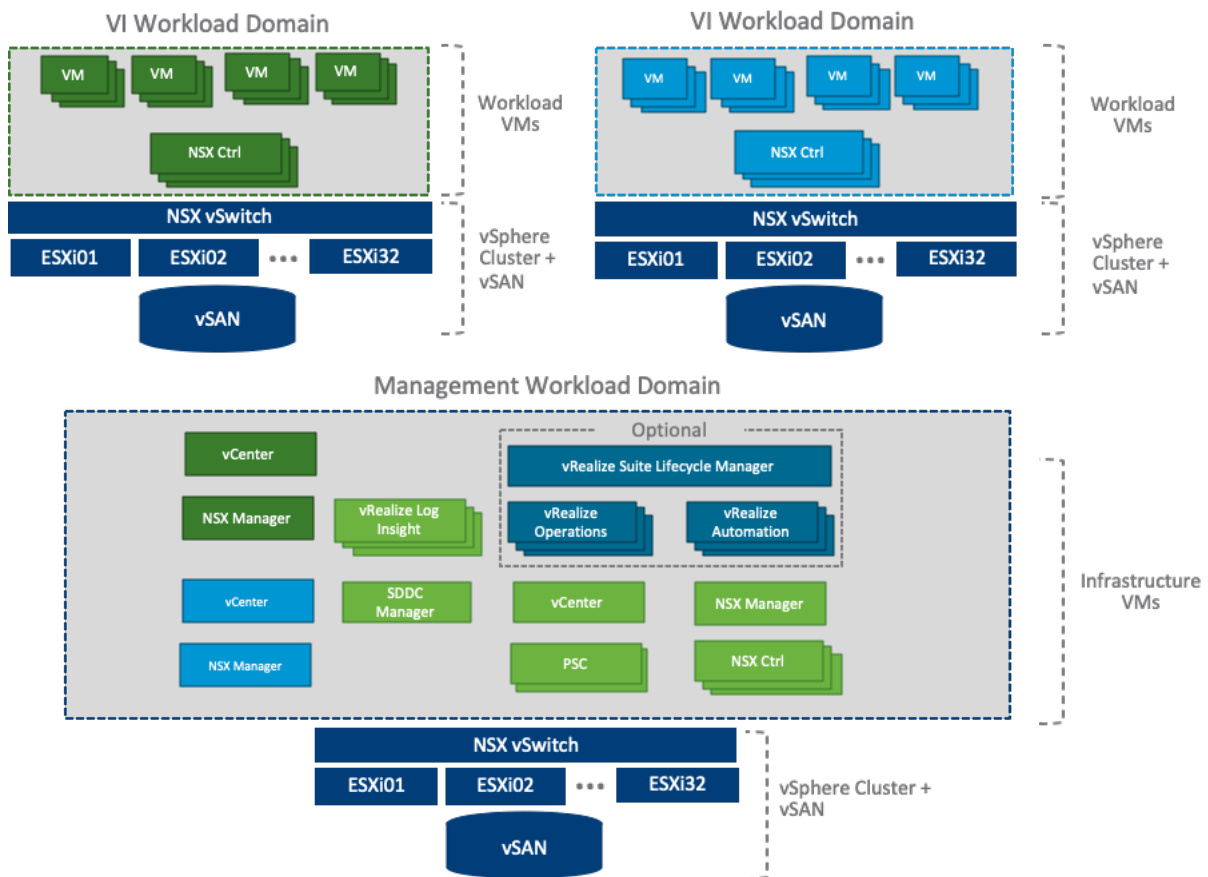 VI Workload Domain
VM
VM
VM
VM
NSX Ctrl
Workload
VMs
NSX vSwitch
ESXi01
ESXi02
•••
ESXi32
vSAN
vSphere
Cluster +
vSAN
VI Workload Domain
VM
VM
VM
VM
NSX Ctrl
Workload
VMs
NSX vSwitch
ESXi01
ESXi02
•••
ESXi32
vSAN
vSphere
Cluster +
vSAN
Management Workload Domain
Optional
vCenter
vRealize Suite Lifecycle Manager
NSX Manager
vRealize Log
Insight
vRealize
Operations
vRealize
Automation
vCenter
SDDC
Manager
vCenter
NSX Manager
NSX Manager
PSC
NSX Ctrl
Infrastructure
VMs
NSX vSwitch
ESXi01
ESXi02
•••
ESXi32
vSAN
vSphere Cluster +
vSAN